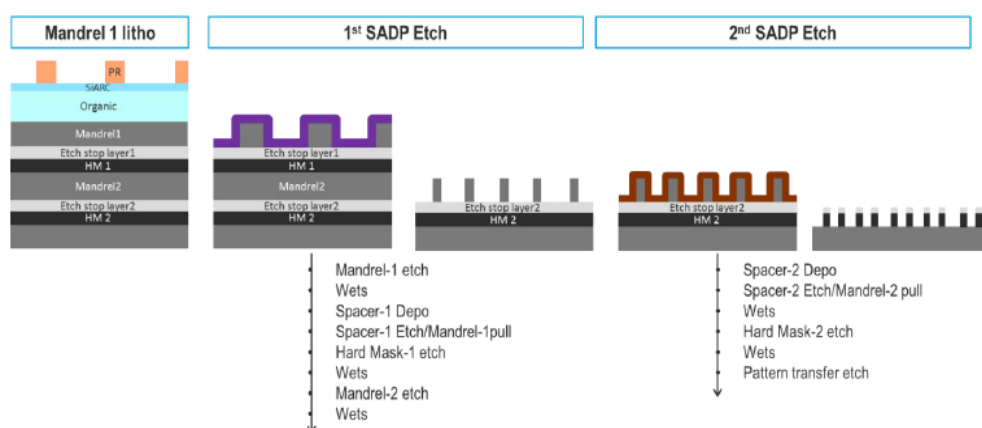 Mandrel 1 litho
1st SADP Etch
2nd SADP Etch
PR
SiARC
Organic
Mandrel1
Etch stop layer1
HM 1
Mandrel2
Etch stop layer2
HM 2
Etch stop layer1
HM 1
Mandrel2
Etch stop layer2
HM 2
Etch stop layer2
HM 2
Etch stop layer2
HM 2
Mandrel-1 etch
Wets
Spacer-1 Depo
Spacer-1 Etch/Mandrel-1pull
Hard Mask-1 etch
Wets
Mandrel-2 etch
Wets
Spacer-2 Depo
Spacer-2 Etch/Mandrel-2 pull
Wets
Hard Mask-2 etch
Wets
Pattern transfer etch